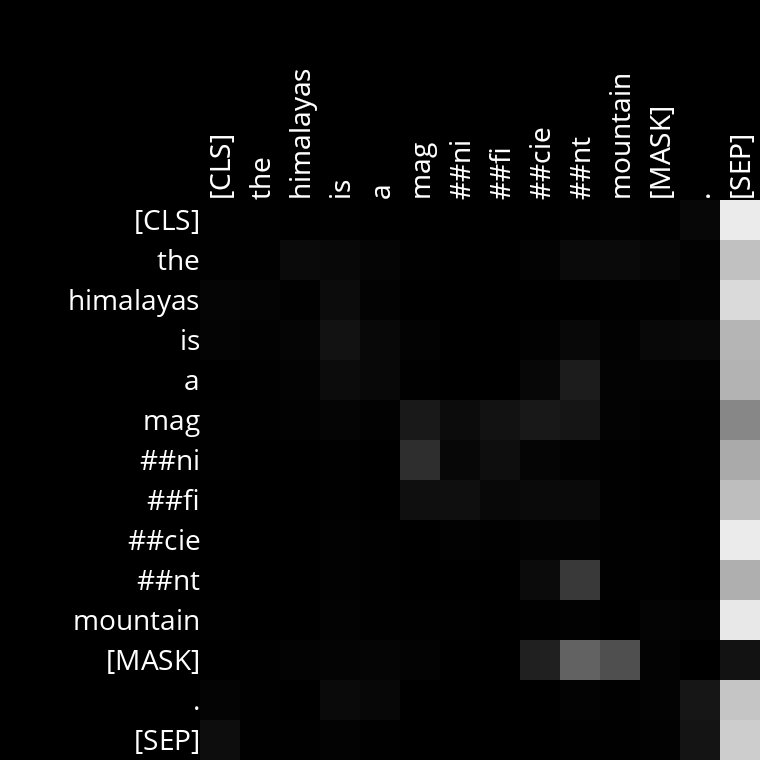 [CLS] the himalayas is a mag ##ni ##fi ##cie ##nt mountain [MASK] . [SEP]
[CLS]
the
himalayas
is
a
mag
##ni
##fi
##cie
##nt
mountain
[MASK]
.
[SEP]